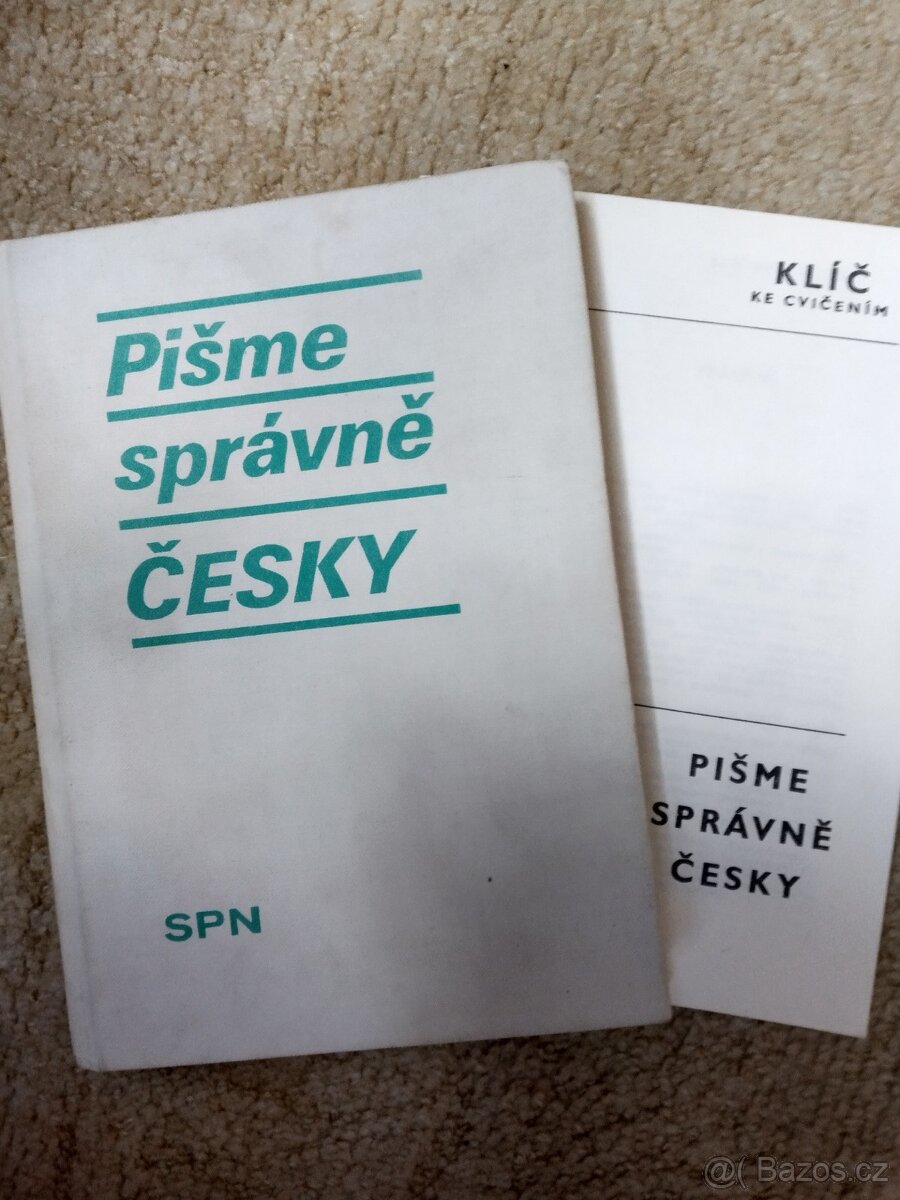 Pišme
správně
ČESKY
SPN
KLÍČ
KE CVIČENÍM
PIŠME
SPRÁVNĚ
ČESKY
@( Bazos.cz